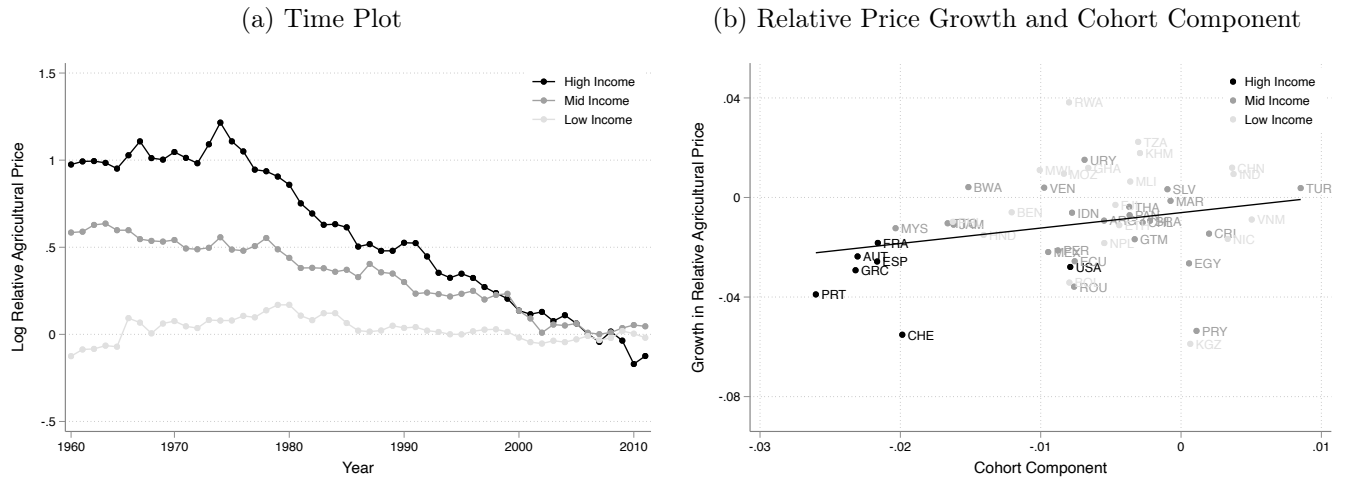 (a) Time Plot
(b) Relative Price Growth and Cohort Component
Log Relative Agricultural Price
1.5
1
.5
0
-.5
1960
1970
1980
1990
2000
2010
Year
High Income
Mid Income
Low Income
Growth in Relative Agricultural Price
.04
0
-.04
-.08
-.03
-.02
-.01
0
.01
Cohort Component
High Income
Mid Income
Low Income
RWA
TZA
KHM
URY
GHA
MOZ
CHN
IND
MLI
BWA
VEN
SLV
TUR
MAR
BEN
IDN
THA
VNM
MYS
JAM
GTM
CRI
NIC
FRA
NPL
AUT
ESP
GRC
PER
ECU
USA
EGY
ROU
PRT
CHE
PRY
KGZ